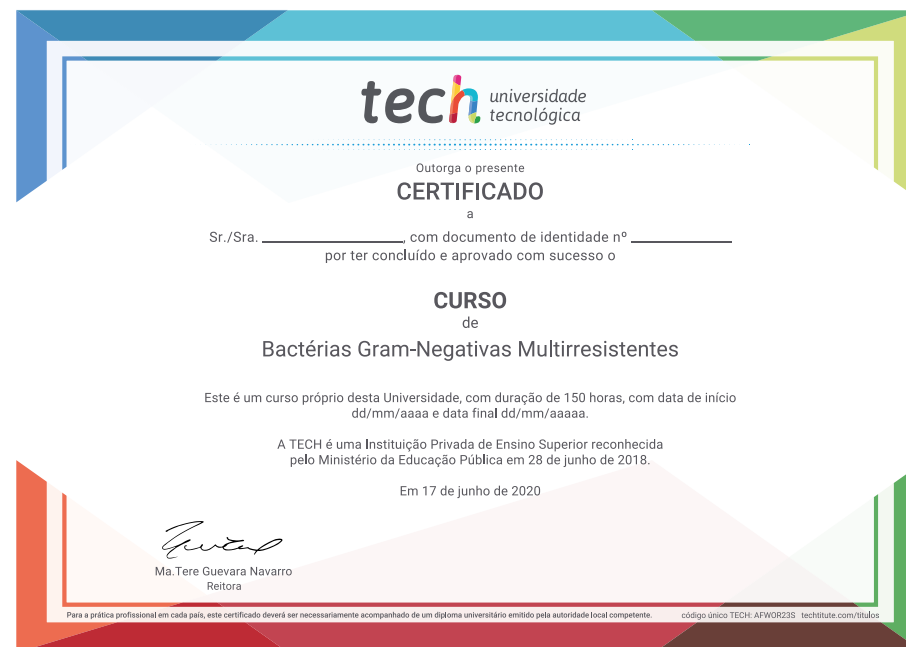 tech universidade
tecnológica
Outorga o presente
CERTIFICADO
a
Sr./Sra. ____________________, com documento de identidade nº ______________
por ter concluído e aprovado com sucesso o
CURSO
de
Bactérias Gram-Negativas Multirresistentes
Este é um curso próprio desta Universidade, com duração de 150 horas, com data de início
dd/mm/aaaa e data final dd/mm/aaaaa.
A TECH é uma Instituição Privada de Ensino Superior reconhecida
pelo Ministério da Educação Pública em 28 de junho de 2018.
Em 17 de junho de 2020
Ma.Tere Guevara Navarro
Reitora
Para a prática profissional em cada país, este certificado deverá ser necessariamente acompanhado de um diploma universitário emitido pela autoridade local competente. código único TECH: AFWOR23S techtitute.com/titulos